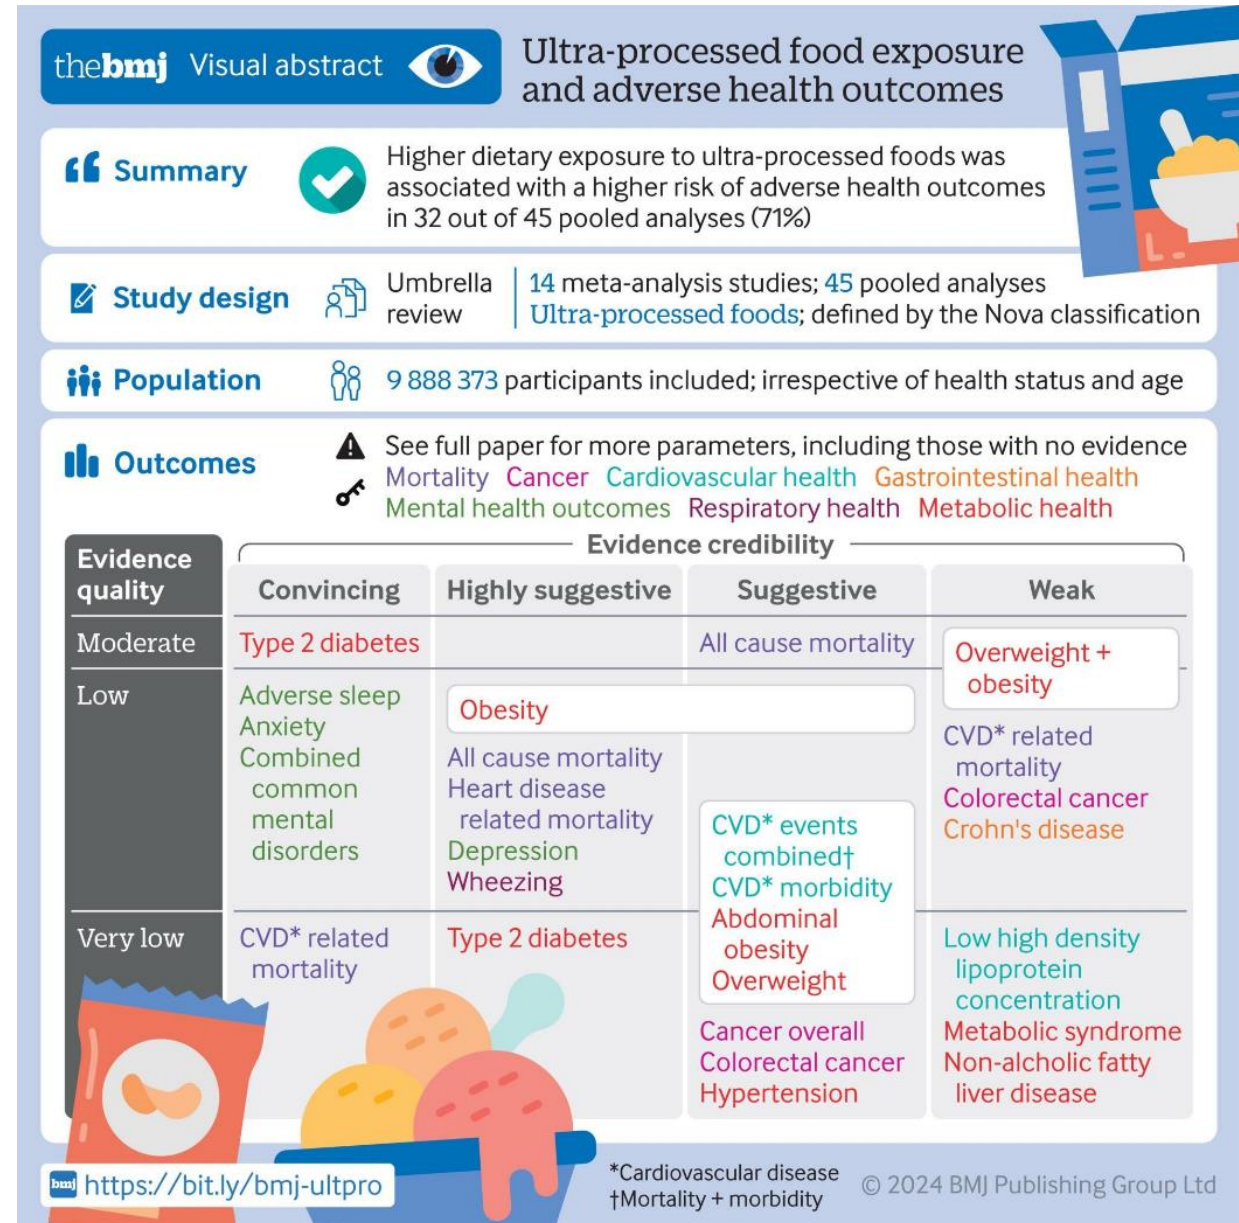 thebmj Visual abstract
Ultra-processed food exposure
and adverse health outcomes
Summary
Higher dietary exposure to ultra-processed foods was
associated with a higher risk of adverse health outcomes
in 32 out of 45 pooled analyses (71%)
Study design
Umbrella
review
14 meta-analysis studies; 45 pooled analyses
Ultra-processed foods; defined by the Nova classification
Population
9 888 373 participants included; irrespective of health status and age
Outcomes
See full paper for more parameters, including those with no evidence
Mortality Cancer Cardiovascular health Gastrointestinal health
Mental health outcomes Respiratory health Metabolic health
Evidence
quality
Evidence credibility
Convincing
Highly suggestive
Suggestive
Weak
Moderate
Type 2 diabetes
All cause mortality
Overweight +
obesity
Low
Adverse sleep
Anxiety
Combined
common
mental
disorders
Obesity
All cause mortality
Heart disease
related mortality
Depression
Wheezing
CVD* events
combined†
CVD* morbidity
Abdominal
obesity
Overweight
CVD* related
mortality
Colorectal cancer
Crohn's disease
Very low
CVD* related
mortality
Type 2 diabetes
Cancer overall
Colorectal cancer
Hypertension
Low high density
lipoprotein
concentration
Metabolic syndrome
Non-alcholic fatty
liver disease
bmj https://bit.ly/bmj-ultpro
*Cardiovascular disease
†Mortality + morbidity
© 2024 BMJ Publishing Group Ltd